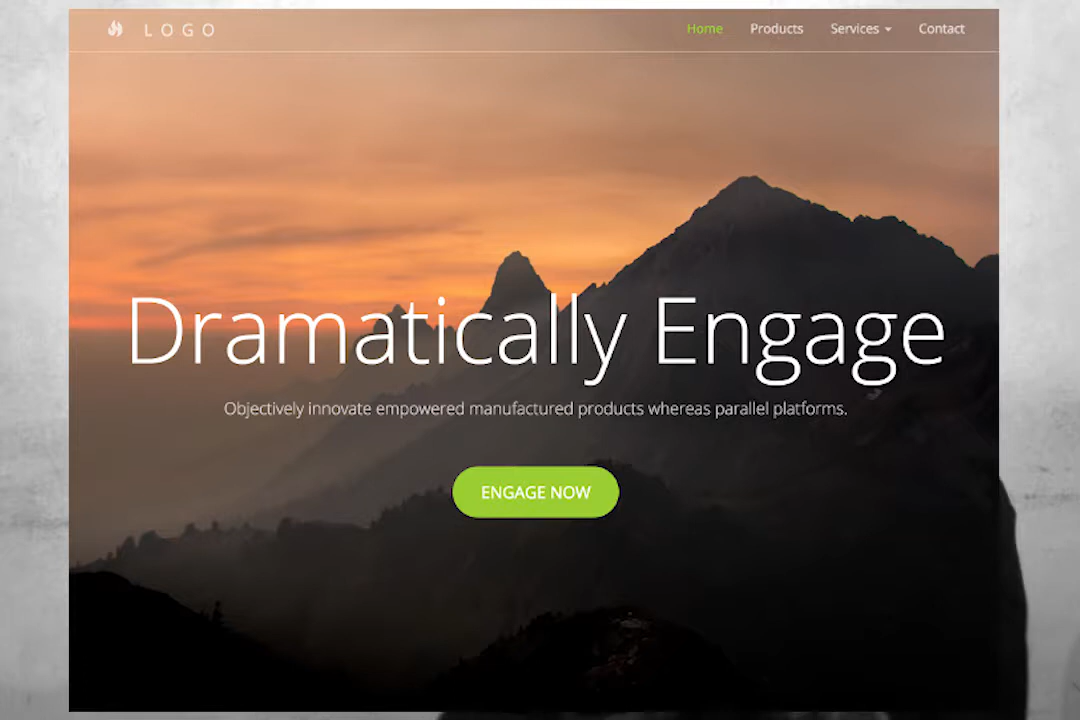 LOGO
Home Products Services Contact
Dramatically Engage
Objectively innovate empowered manufactured products whereas parallel platforms.
ENGAGE NOW